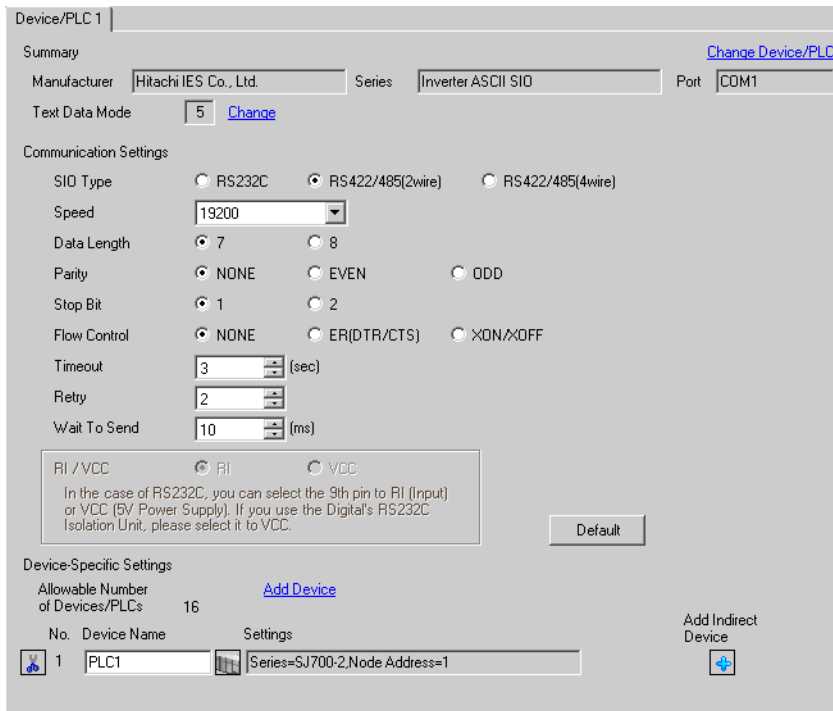 Device/PLC 1
Summary
Change Device/PLC
Manufacturer Hitachi IES Co., Ltd. Series Inverter ASCII SIO Port COM1
Text Data Mode 5 Change
Communication Settings
SIO Type RS232C RS422/485(2wire) RS422/485(4wire)
Speed 19200
Data Length 7 8
Parity NONE EVEN ODD
Stop Bit 1 2
Flow Control NONE ER(DTR/CTS) XON/XOFF
Timeout 3 (sec)
Retry 2
Wait To Send 10 (ms)
RI / VCC RI VCC
In the case of RS232C, you can select the 9th pin to RI (Input)
or VCC (5V Power Supply). If you use the Digital's RS232C
Isolation Unit, please select it to VCC.
Default
Device-Specific Settings
Allowable Number
of Devices/PLCs 16
Add Device
Add Indirect
Device
No. Device Name Settings
1 PLC1 Series=SJ700-2,Node Address=1